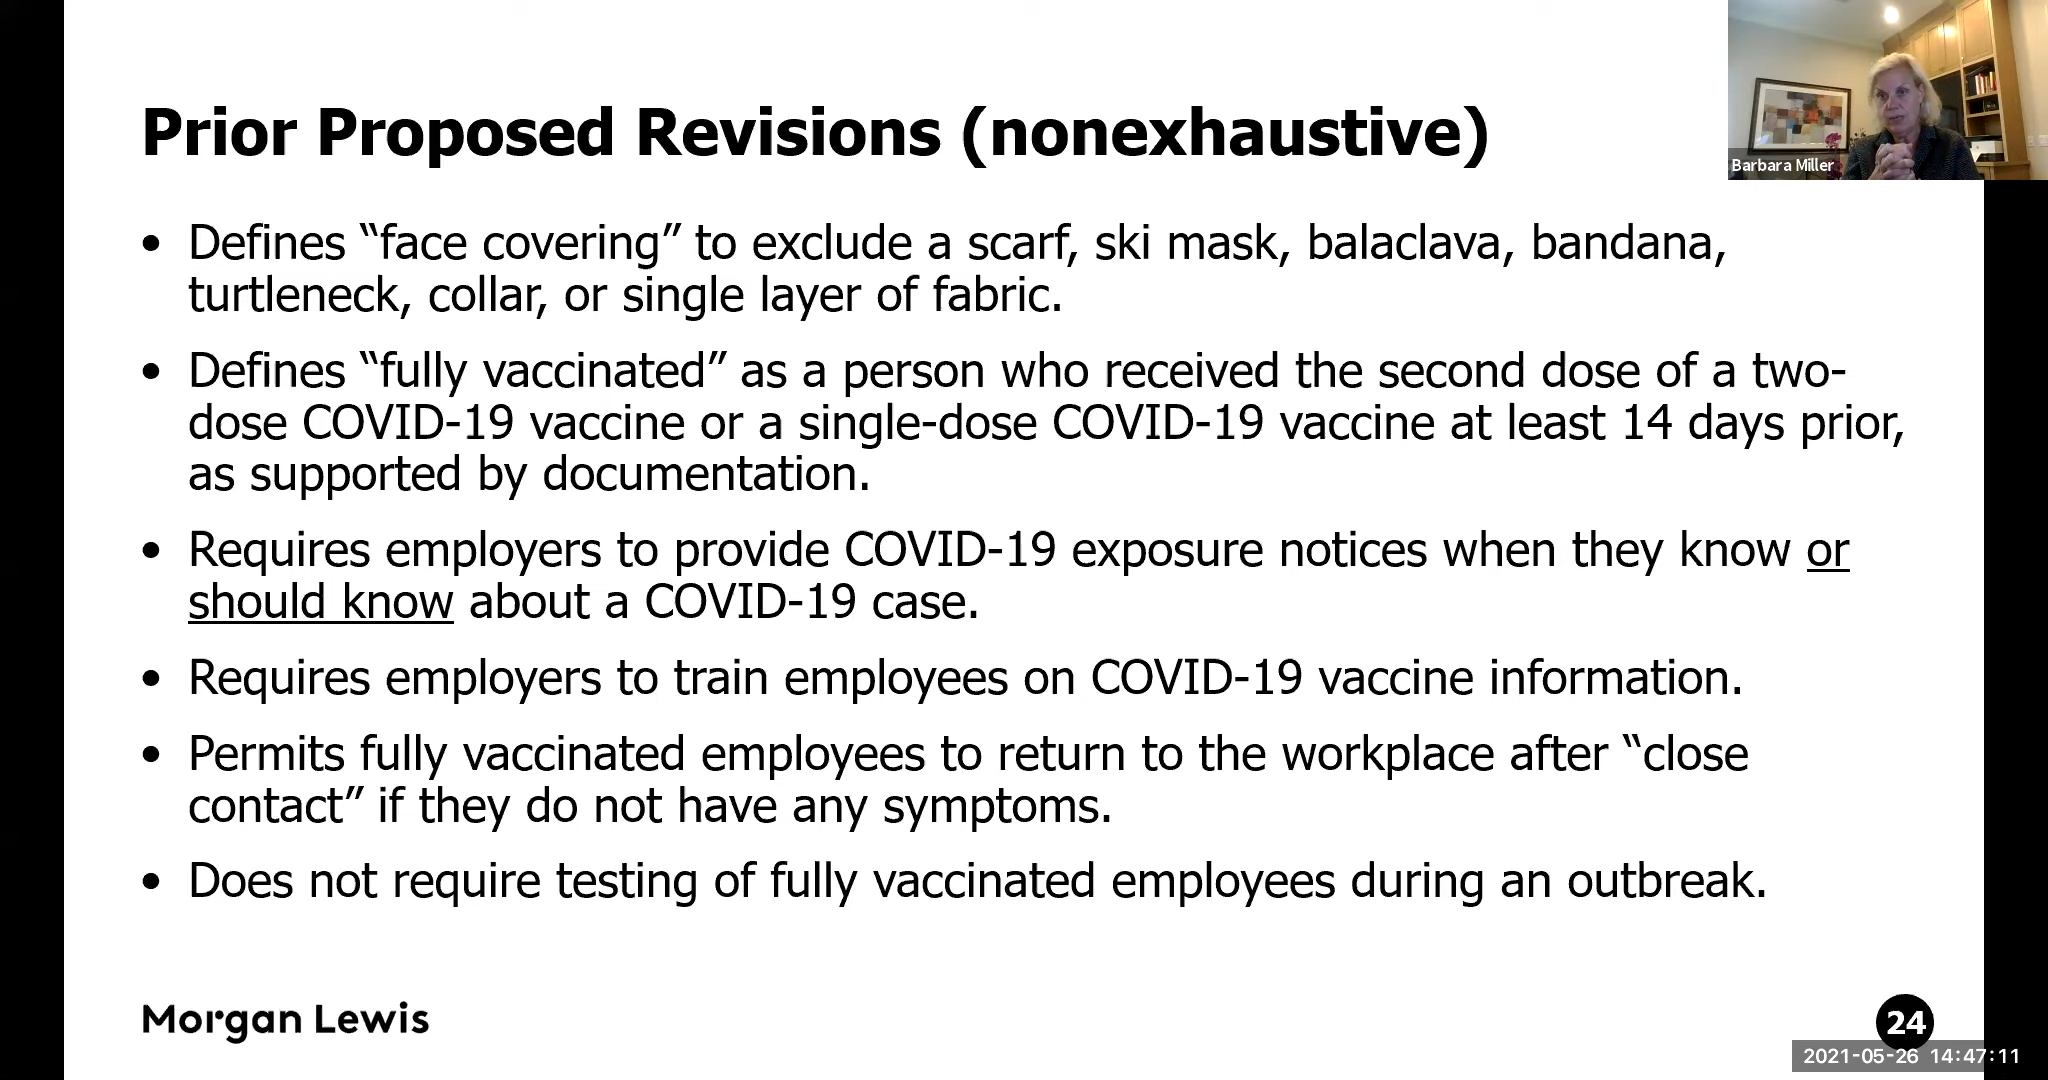 Prior Proposed Revisions (nonexhaustive)
Barbara Miller
• Defines “face covering” to exclude a scarf, ski mask, balaclava, bandana,
turtleneck, collar, or single layer of fabric.
• Defines “fully vaccinated” as a person who received the second dose of a two-
dose COVID-19 vaccine or a single-dose COVID-19 vaccine at least 14 days prior,
as supported by documentation.
• Requires employers to provide COVID-19 exposure notices when they know or
should know about a COVID-19 case.
• Requires employers to train employees on COVID-19 vaccine information.
• Permits fully vaccinated employees to return to the workplace after “close
contact” if they do not have any symptoms.
• Does not require testing of fully vaccinated employees during an outbreak.
Morgan Lewis
24
2021-05-26 14:47:11